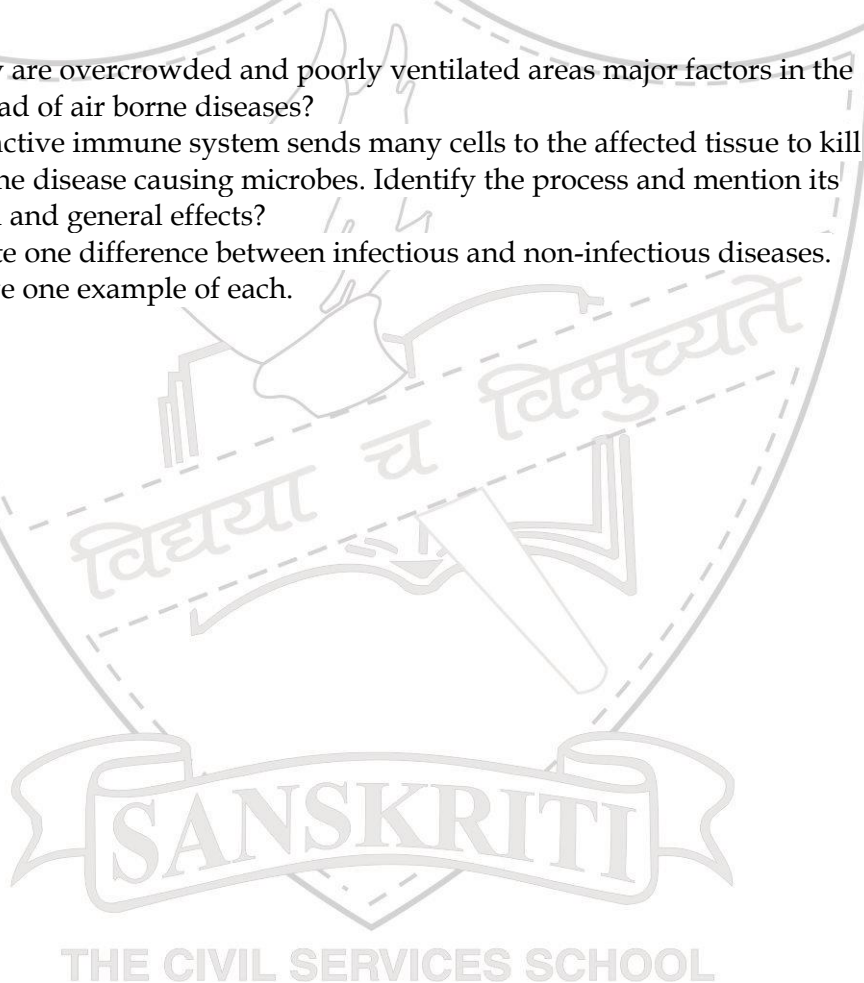 are overcrowded and poorly ventilated areas major factors in the
of air borne diseases?
active immune system sends many cells to the affected tissue to kill
the disease causing microbes. Identify the process and mention its
and general effects?
one difference between infectious and non-infectious diseases.
one example of each.
विद्यया च विमुच्यते
SANSKRITI
THE CIVIL SERVICES SCHOOL